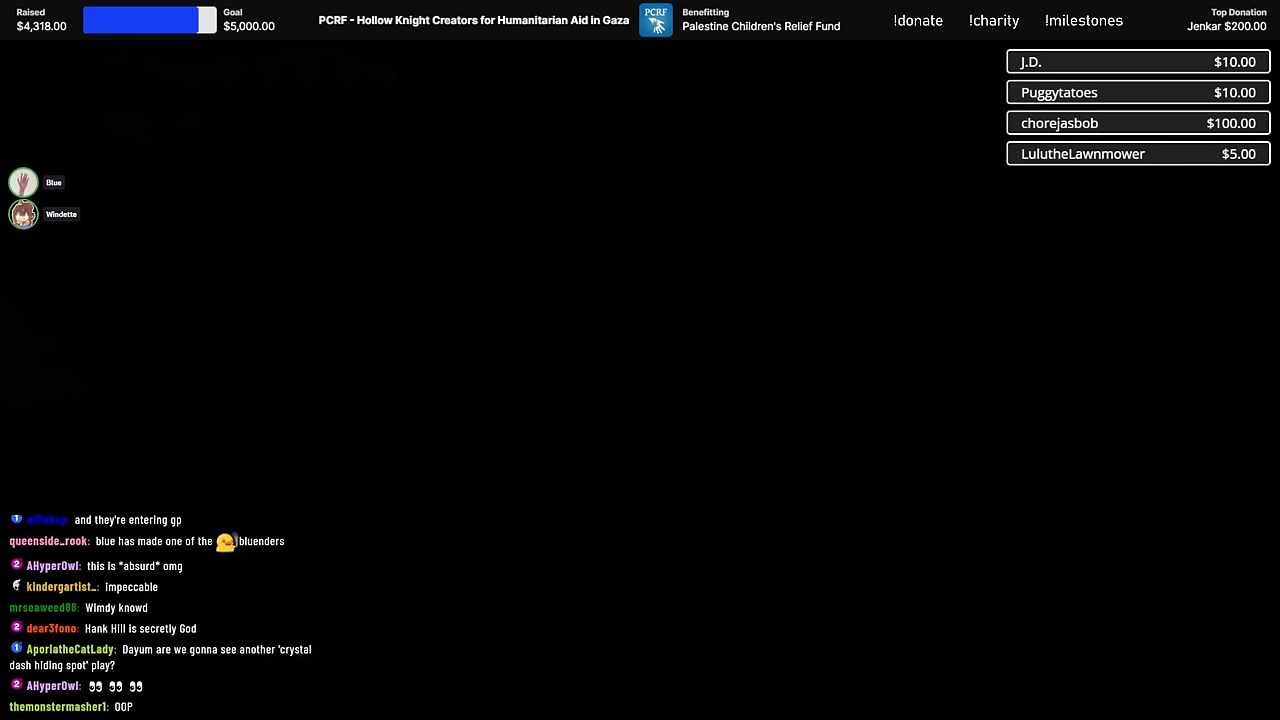 Raised
$4,318.00
Goal
$5,000.00
PCRF - Hollow Knight Creators for Humanitarian Aid in Gaza
PCRF
Benefitting
Palestine Children's Relief Fund
!donate !charity !milestones
Top Donation
Jenkar $200.00
J.D. $10.00
Puggytatoes $10.00
chorejasbob $100.00
LulutheLawnmower $5.00
Blue
Windette
and they're entering gp
queenside_rook: blue has made one of the bluenders
2 AHyperOwl: this is *absurd* omg
kindergartist_: impeccable
mrseaweed88: Wimdy knowd
2 dear3fono: Hank Hill is secretly God
1 AporiatheCatLady: Dayum are we gonna see another 'crystal
dash hiding spot' play?
2 AHyperOwl:
themonstermasher1: OOP